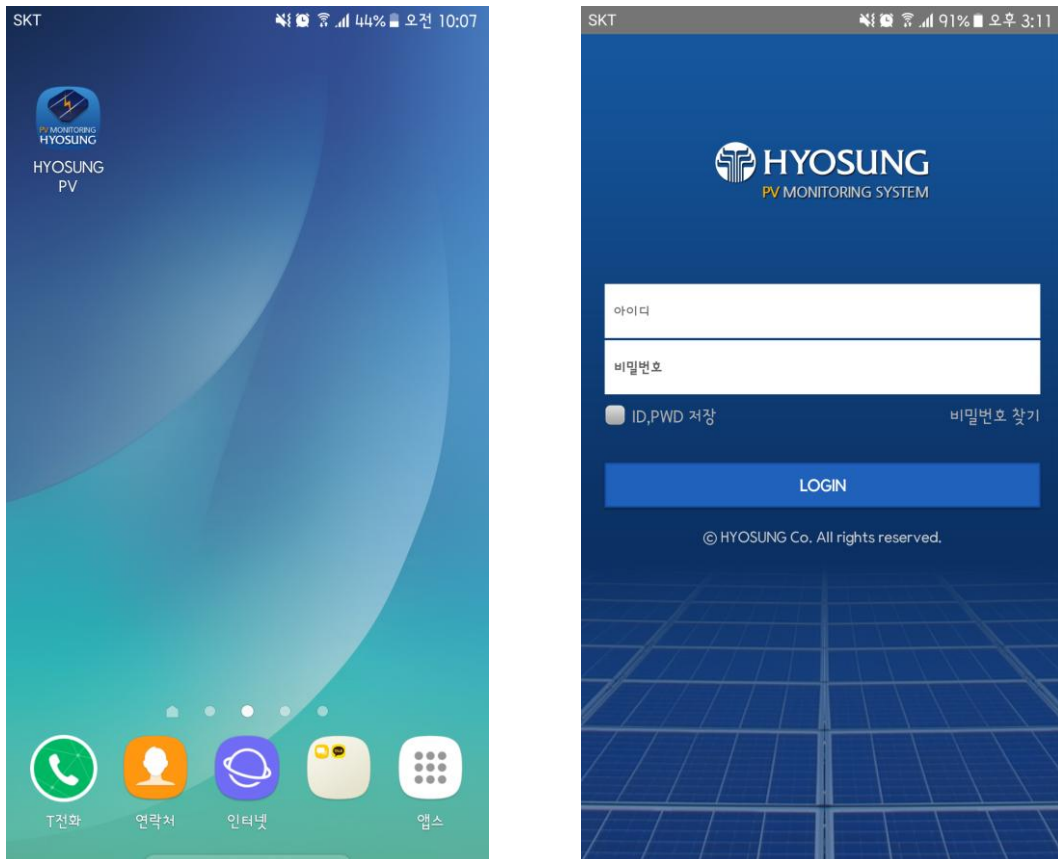 SKT
44% 오전 10:07
PV MONITORING
HYOSUNG
HYOSUNG
PV
T전화
연락처
인터넷
앱스
SKT
91% 오후 3:11
HYOSUNG
PV MONITORING SYSTEM
아이디
비밀번호
ID,PWD 저장
비밀번호 찾기
LOGIN
© HYOSUNG Co. All rights reserved.